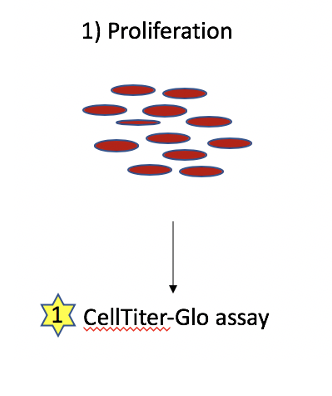 1) Proliferation
1 CellTiter-Glo assay